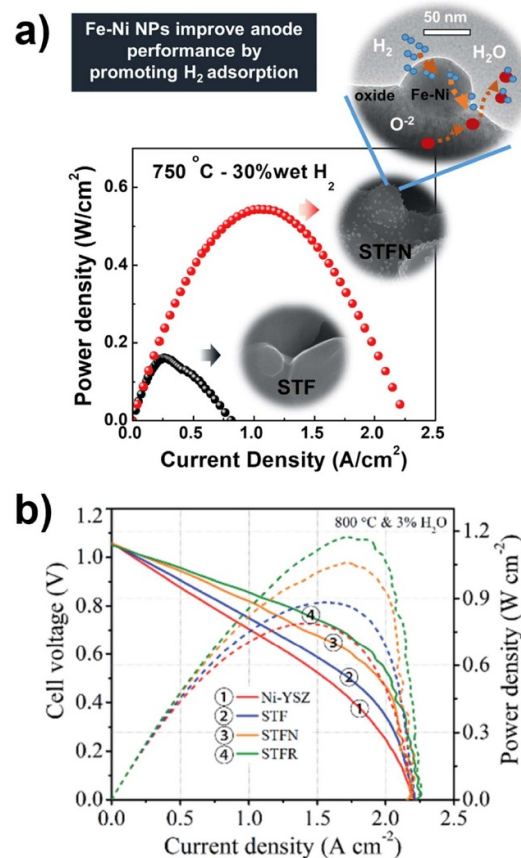 a)
Fe-Ni NPs improve anode
performance by
promoting H₂ adsorption
50 nm
H₂
H₂O
oxide
Fe-Ni
O⁻²
750 °C - 30%wet H₂
STFN
STF
Power density (W/cm²)
0.6
0.4
0.2
0.0
0.0 0.5 1.0 1.5 2.0 2.5
Current Density (A/cm²)
b)
800 °C & 3% H₂O
Cell voltage (V)
1.2
1.0
0.8
0.6
0.4
0.2
0.0
4
3
2
1
1 Ni-YSZ
2 STF
3 STFN
4 STFR
1.2
0.9
0.6
0.3
0.0
Power density (W cm⁻²)
0.0 0.5 1.0 1.5 2.0 2.5
Current density (A cm⁻²)